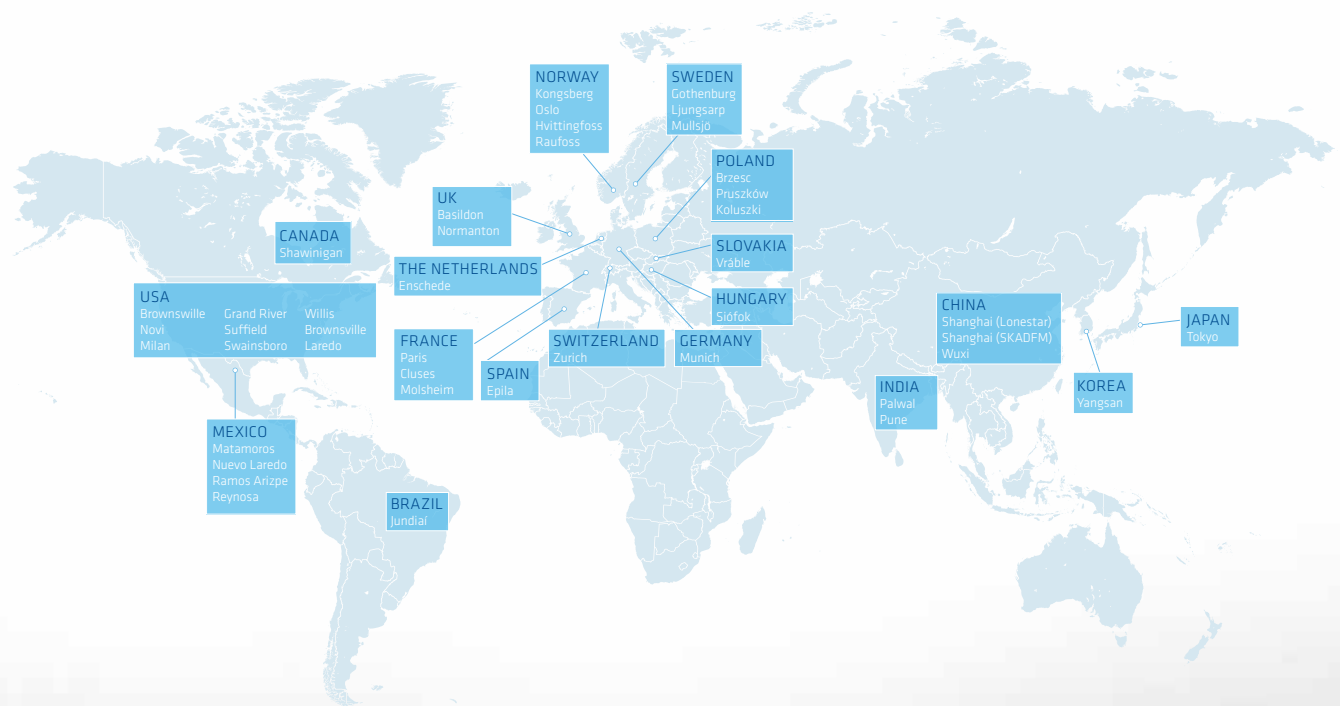 NORWAY
Kongsberg
Oslo
Hvittingfoss
Raufoss
SWEDEN
Gothenburg
Ljungsarp
Mullsjö
POLAND
Brzesc
Pruszków
Koluszki
UK
Basildon
Normanton
CANADA
Shawinigan
SLOVAKIA
Vráble
THE NETHERLANDS
Enschede
USA
Brownswille
Novi
Milan
Grand River
Suffield
Swainsboro
Willis
Brownsville
Laredo
HUNGARY
Siófok
CHINA
Shanghai (Lonestar)
Shanghai (SKADFM)
Wuxi
JAPAN
Tokyo
FRANCE
Paris
Cluses
Molsheim
SPAIN
Epila
SWITZERLAND
Zurich
GERMANY
Munich
INDIA
Palwal
Pune
KOREA
Yangsan
MEXICO
Matamoros
Nuevo Laredo
Ramos Arizpe
Reynosa
BRAZIL
Jundiaí